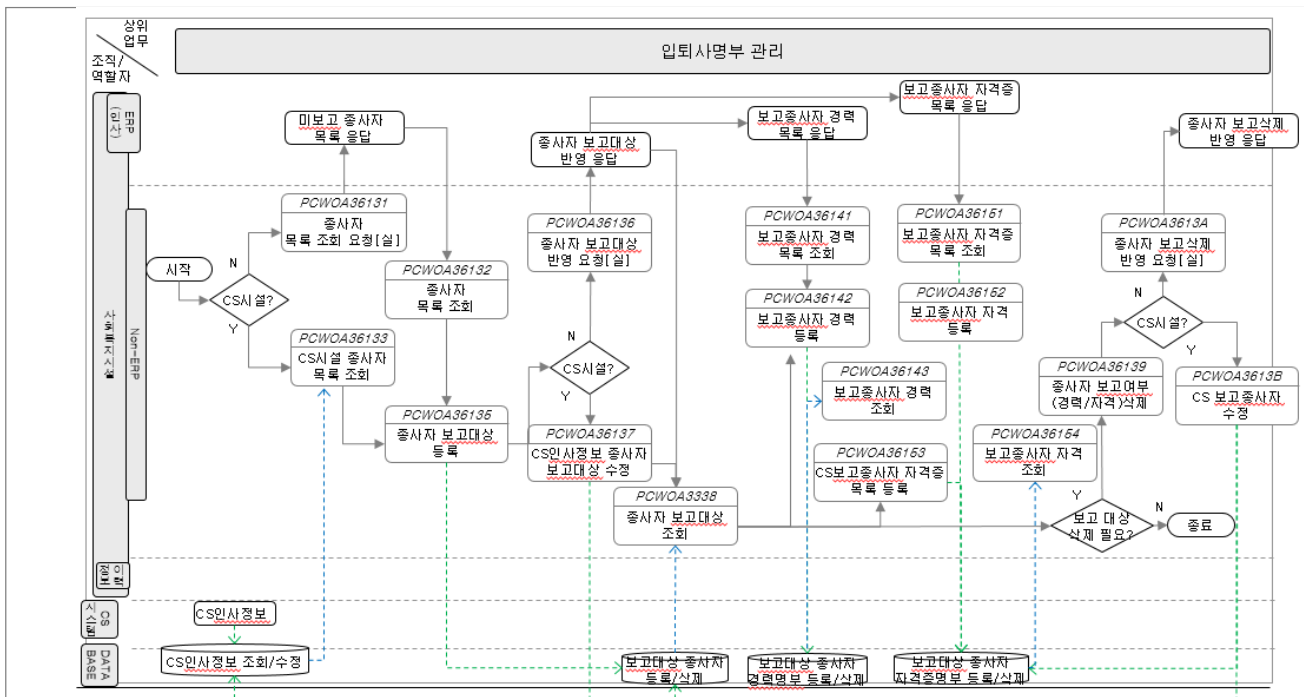 상위
업무
조직/
역할자
입퇴사명부 관리
사회복지시설
ERP
(인사)
Non-ERP
이력
정보
CS
시스템
DATA
BASE
미보고 종사자
목록 응답
종사자 보고대상
반영 응답
보고종사자 경력
목록 응답
보고종사자 자격증
목록 응답
종사자 보고삭제
반영 응답
시작
CS시설?
N
Y
PCWOA36131
종사자
목록 조회 요청[실]
PCWOA36132
종사자
목록 조회
PCWOA36133
CS시설 종사자
목록 조회
PCWOA36135
종사자 보고대상
등록
PCWOA36136
종사자 보고대상
반영 요청[실]
N
CS시설?
Y
PCWOA36137
CS인사정보 종사자
보고대상 수정
PCWOA3338
종사자 보고대상
조회
PCWOA36141
보고종사자 경력
목록 조회
PCWOA36142
보고종사자 경력
등록
PCWOA36143
보고종사자 경력
조회
PCWOA36151
보고종사자 자격증
목록 조회
PCWOA36152
보고종사자 자격
등록
PCWOA36153
CS보고종사자 자격증
목록 등록
PCWOA36154
보고종사자 자격
조회
PCWOA36139
종사자 보고여부
(경력/자격)삭제
PCWOA3613A
종사자 보고삭제
반영 요청[실]
N
CS시설?
Y
PCWOA3613B
CS 보고종사자
수정
Y
보고 대상
삭제 필요?
N
종료
CS인사정보
CS인사정보 조회/수정
보고대상 종사자
등록/삭제
보고대상 종사자
경력명부 등록/삭제
보고대상 종사자
자격증명부 등록/삭제